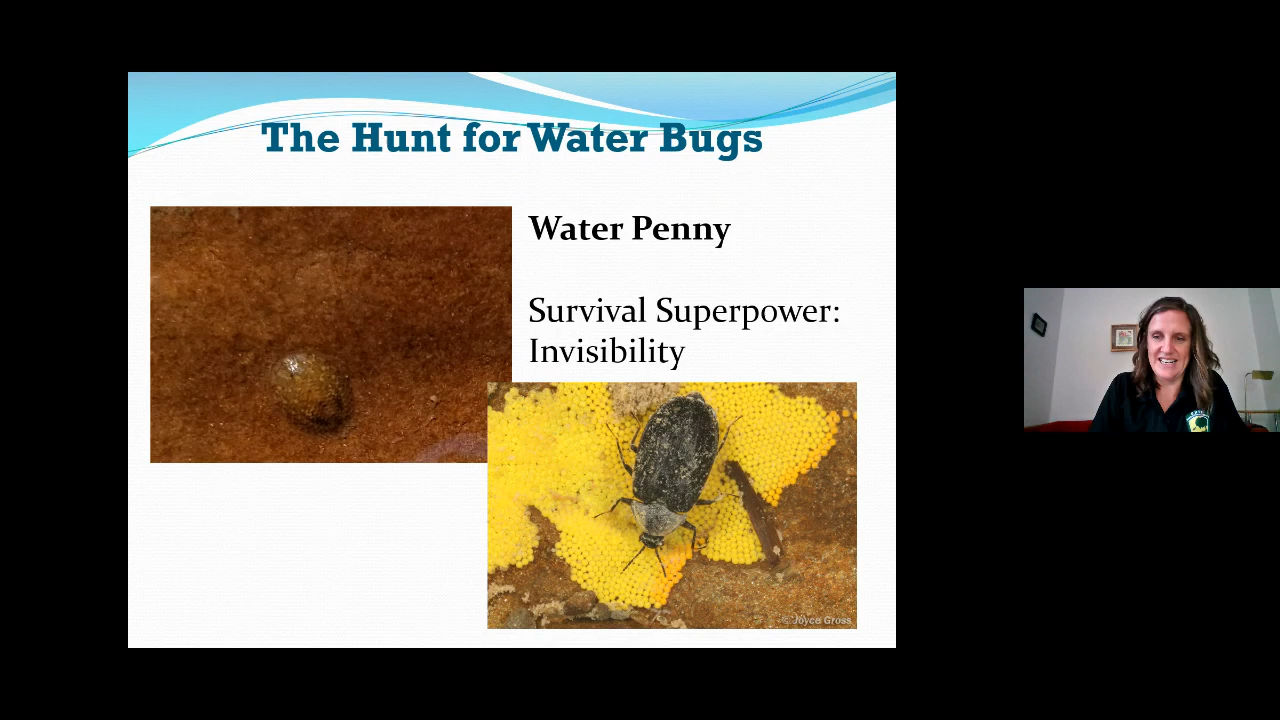 The Hunt for Water Bugs
Water Penny
Survival Superpower:
Invisibility
© Joyce Gross